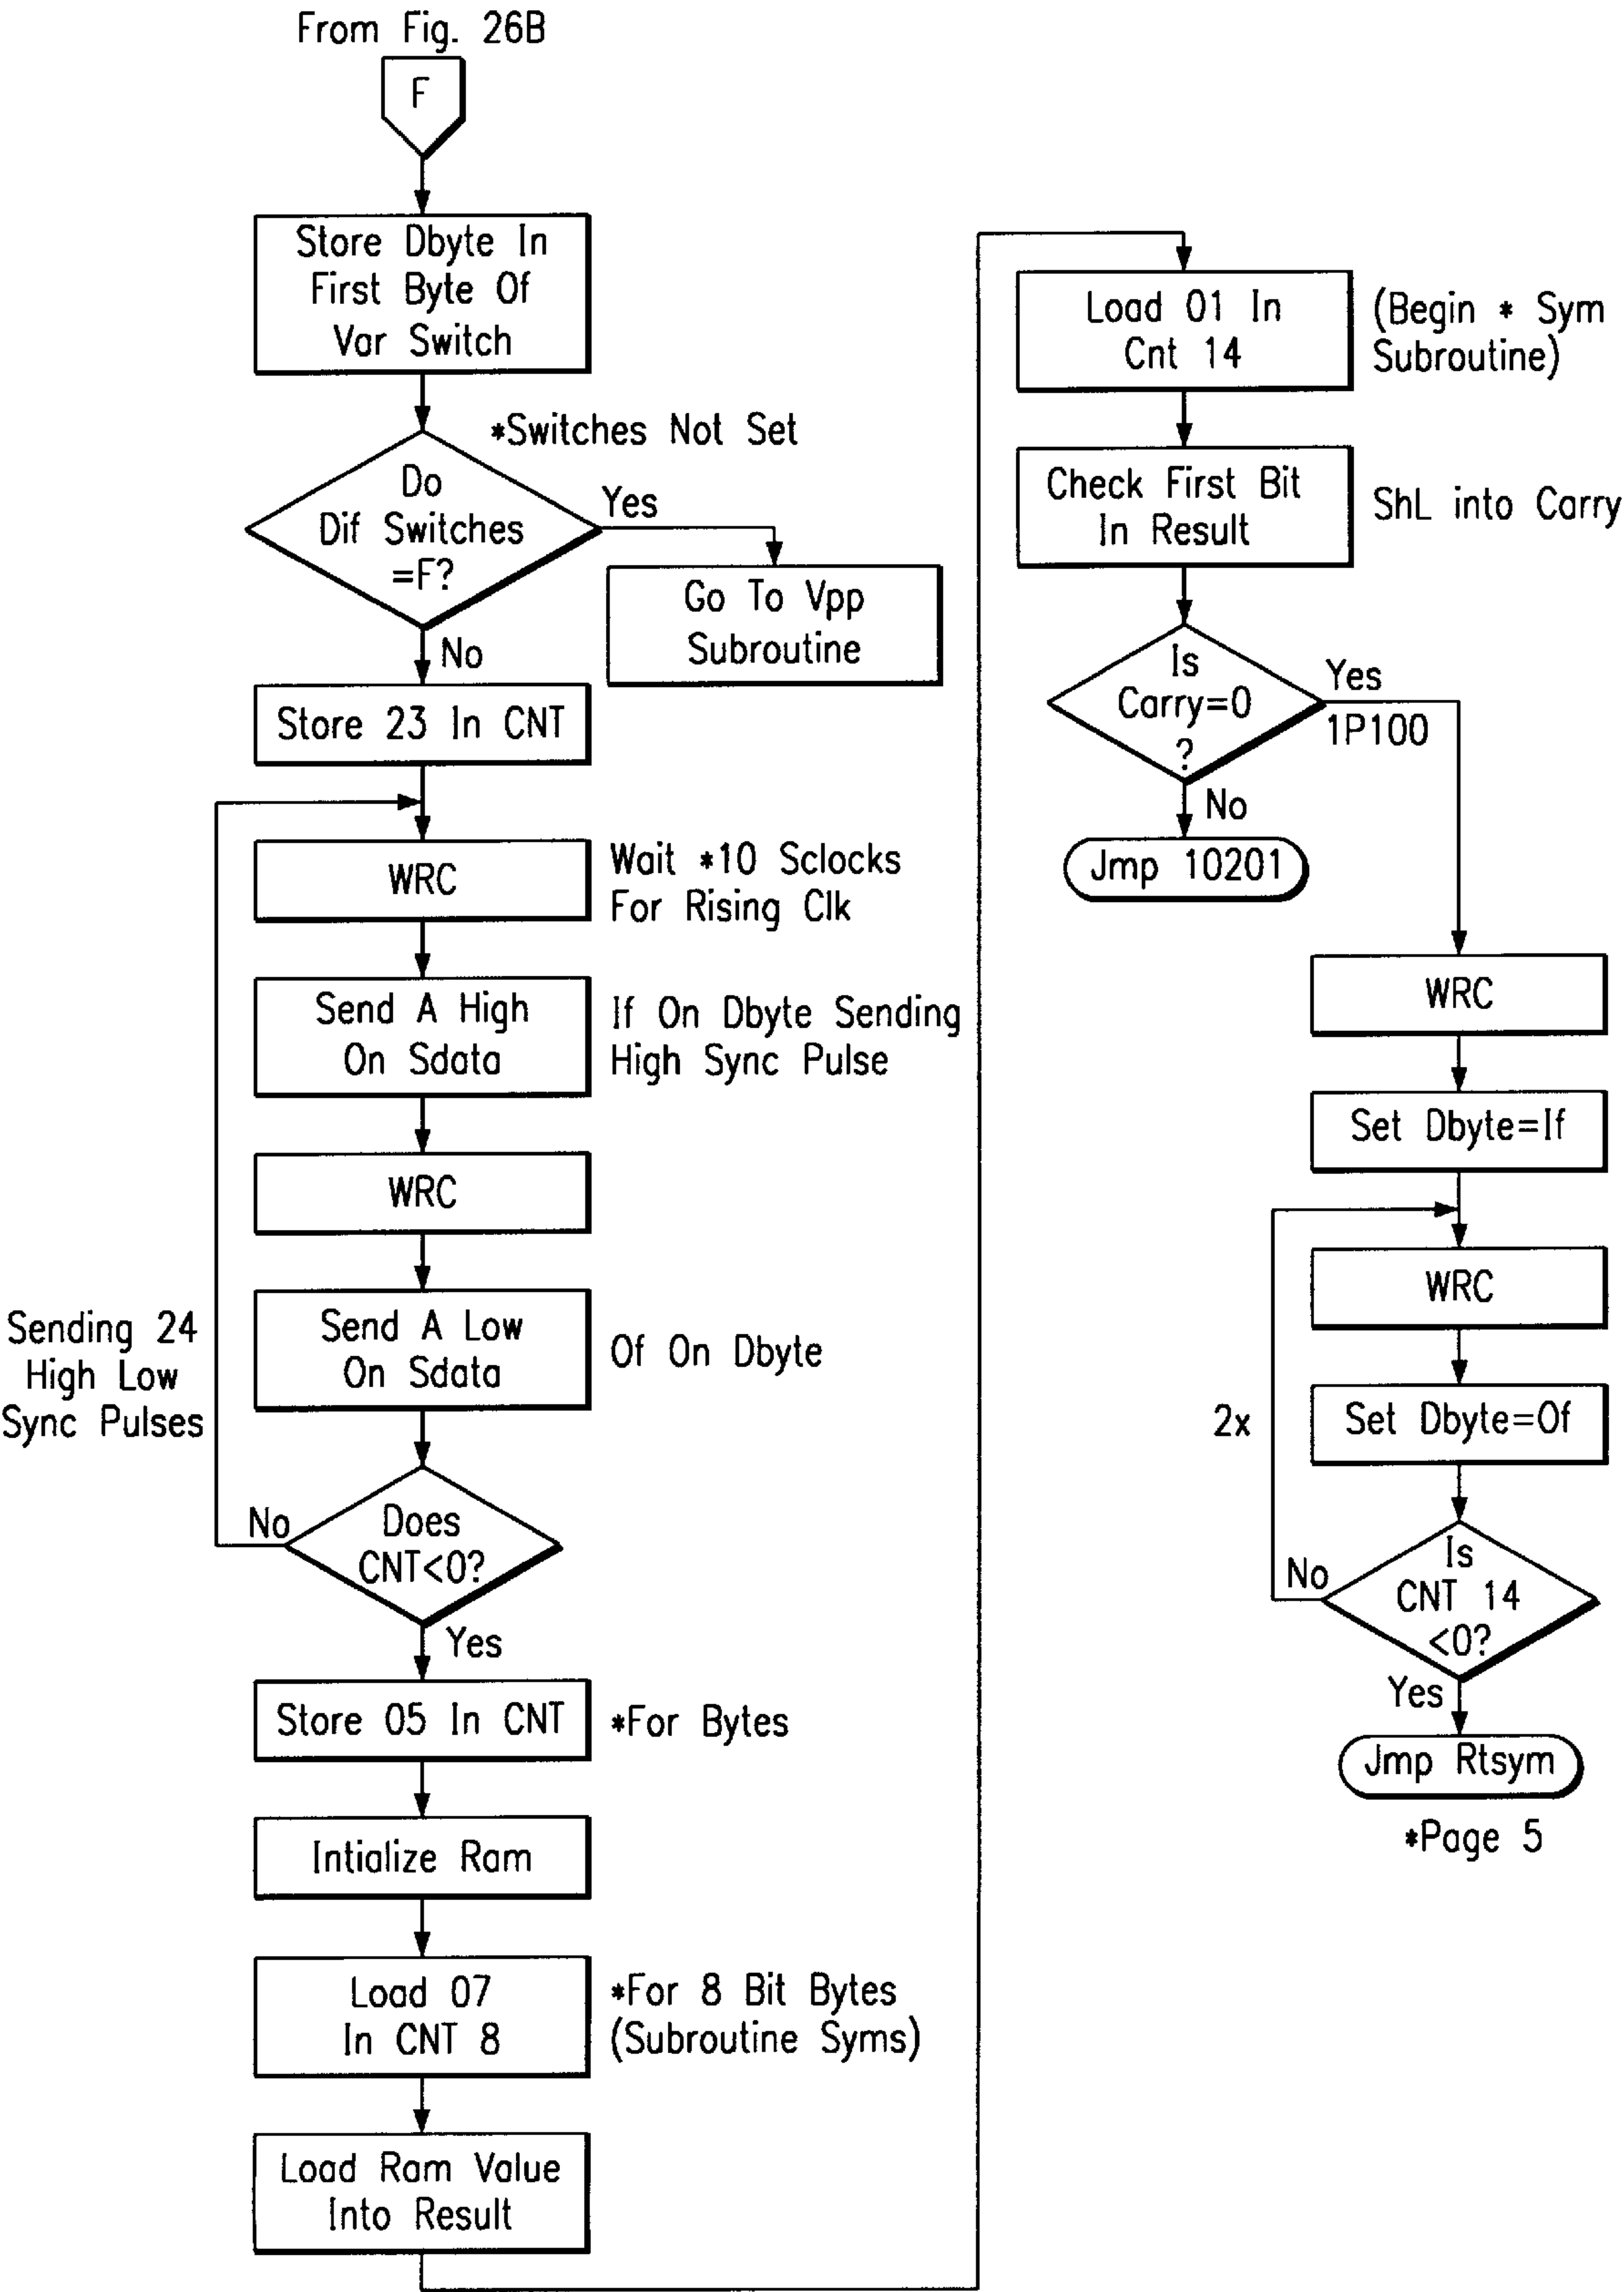 From Fig. 26B
F
Store Dbyte In
First Byte Of
Var Switch
*Switches Not Set
Do
Dif Switches
=F?
Yes
Go To Vpp
Subroutine
No
Store 23 In CNT
WRC
Wait *10 Sclocks
For Rising Clk
Send A High
On Sdata
If On Dbyte Sending
High Sync Pulse
WRC
Send A Low
On Sdata
Of On Dbyte
Sending 24
High Low
Sync Pulses
No
Does
CNT<0?
Yes
Store 05 In CNT
*For Bytes
Intialize Ram
Load 07
In CNT 8
*For 8 Bit Bytes
(Subroutine Syms)
Load Ram Value
Into Result
Load 01 In
Cnt 14
(Begin * Sym
Subroutine)
Check First Bit
In Result
ShL into Carry
Is
Carry=0
?
Yes
1P100
No
Jmp 10201
WRC
Set Dbyte=If
WRC
2x
Set Dbyte=Of
Is
CNT 14
<0?
No
Yes
Jmp Rtsym
*Page 5